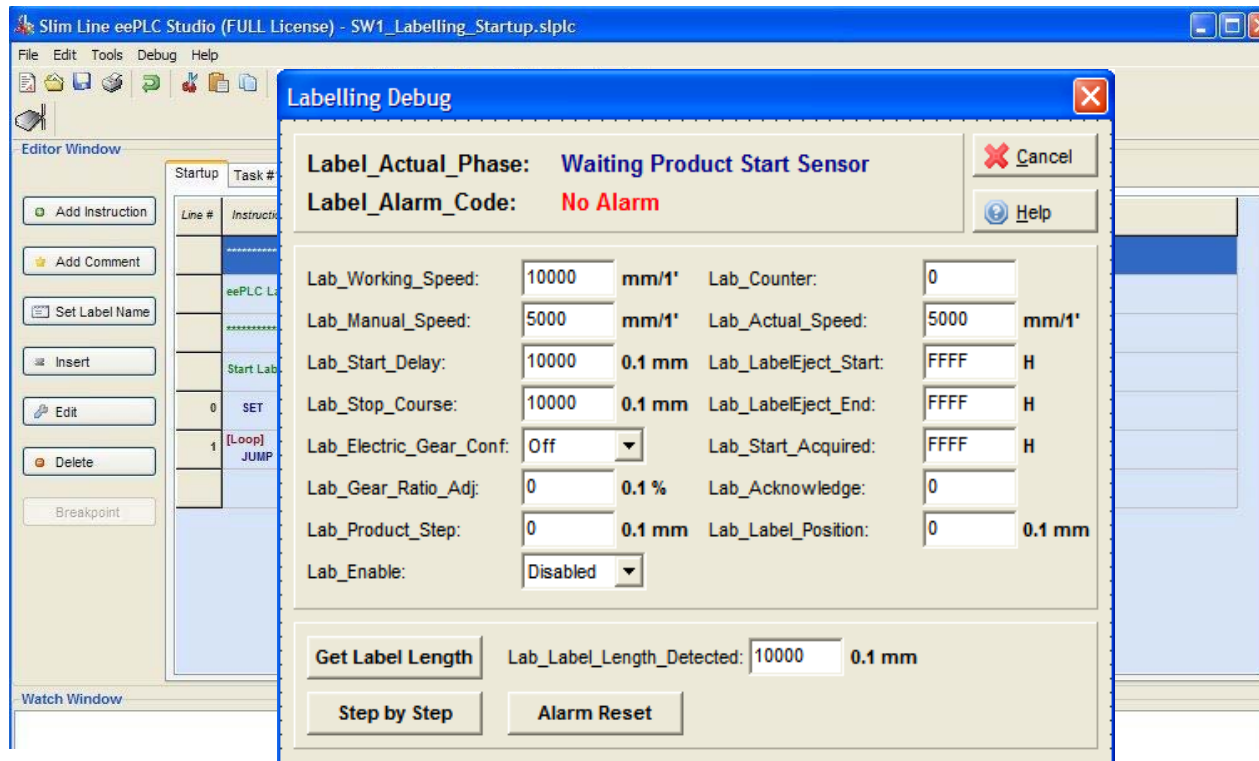 Slim Line eePLC Studio (FULL License) - SW1_Labelling_Startup.slplc
File Edit Tools Debug Help
Labelling Debug
Editor Window
Startup Task #
Add Instruction
Add Comment
Set Label Name
Insert
Edit
Delete
Breakpoint
Line #
**********
eePLC
**********
Start
0 SET
1 [Loop]
JUMP
Label_Actual_Phase: Waiting Product Start Sensor
Label_Alarm_Code: No Alarm
Cancel
Help
Lab_Working_Speed: 10000 mm/1' Lab_Counter: 0
Lab_Manual_Speed: 5000 mm/1' Lab_Actual_Speed: 5000 mm/1'
Lab_Start_Delay: 10000 0.1 mm Lab_LabelEject_Start: FFFF H
Lab_Stop_Course: 10000 0.1 mm Lab_LabelEject_End: FFFF H
Lab_Electric_Gear_Conf: Off Lab_Start_Acquired: FFFF H
Lab_Gear_Ratio_Adj: 0 0.1 % Lab_Acknowledge: 0
Lab_Product_Step: 0 0.1 mm Lab_Label_Position: 0 0.1 mm
Lab_Enable: Disabled
Get Label Length Lab_Label_Length_Detected: 10000 0.1 mm
Step by Step Alarm Reset
Watch Window